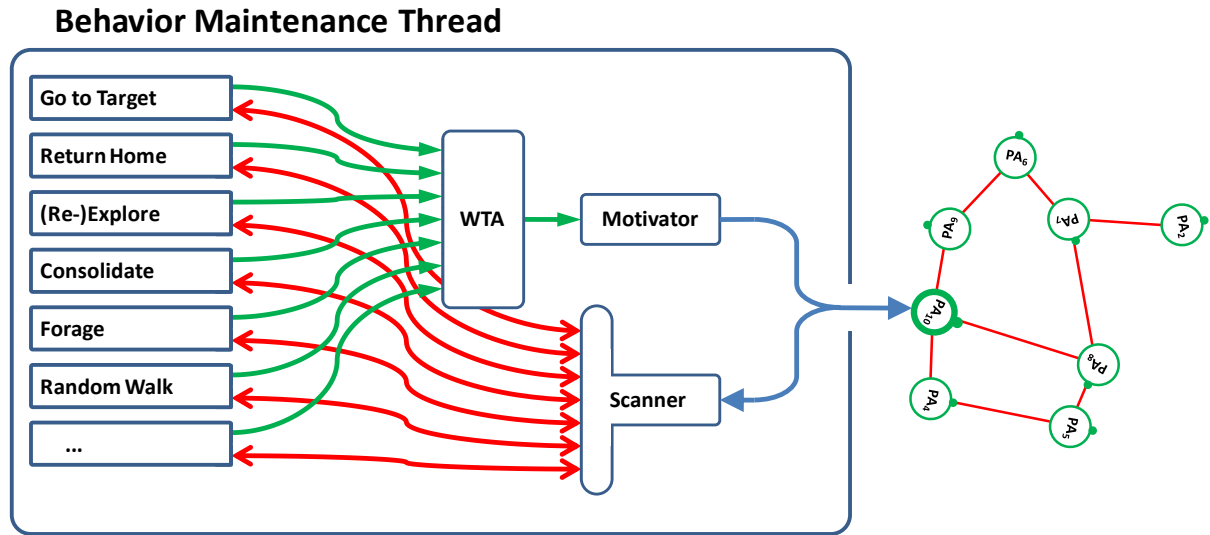 Behavior Maintenance Thread
Go to Target
Return Home
(Re-)Explore
Consolidate
Forage
Random Walk
...
WTA
Motivator
Scanner
PA₆
PA₇
PA₂
PA₉
PA₁₀
PA₈
PA₄
PA₅